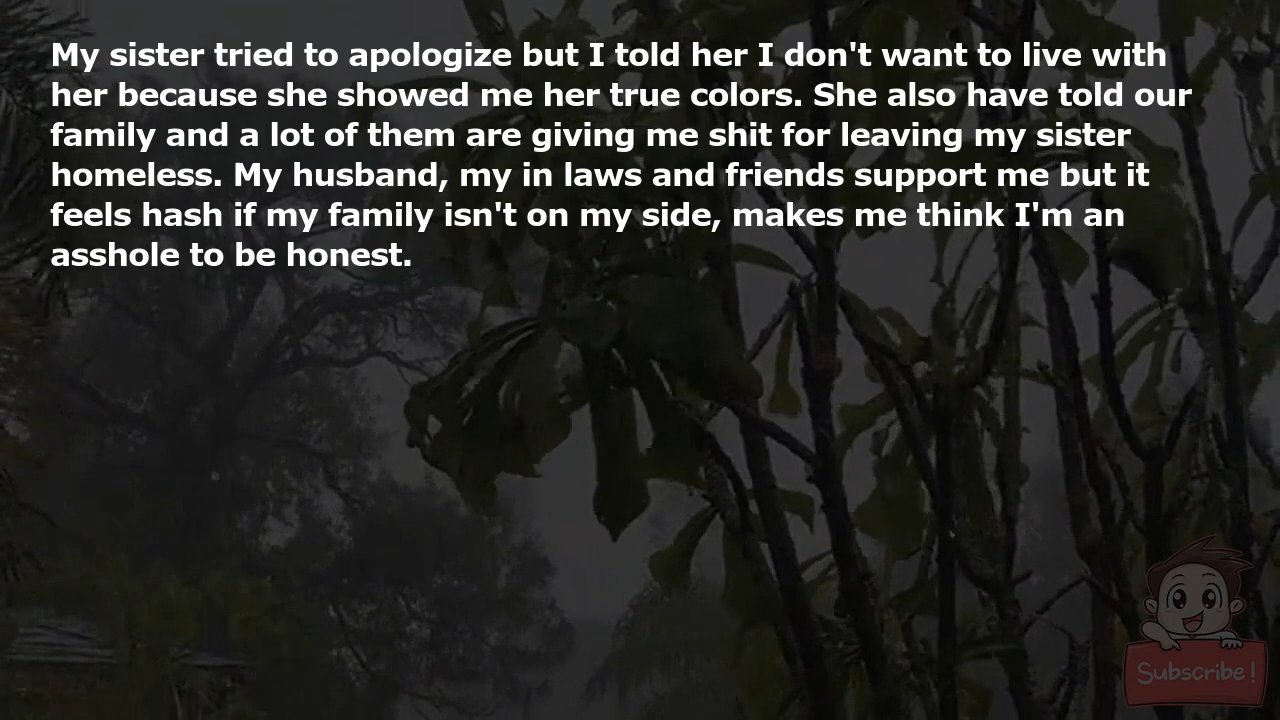 My sister tried to apologize but I told her I don't want to live with
her because she showed me her true colors. She also have told our
family and a lot of them are giving me shit for leaving my sister
homeless. My husband, my in laws and friends support me but it
feels hash if my family isn't on my side, makes me think I'm an
asshole to be honest.
Subscribe!